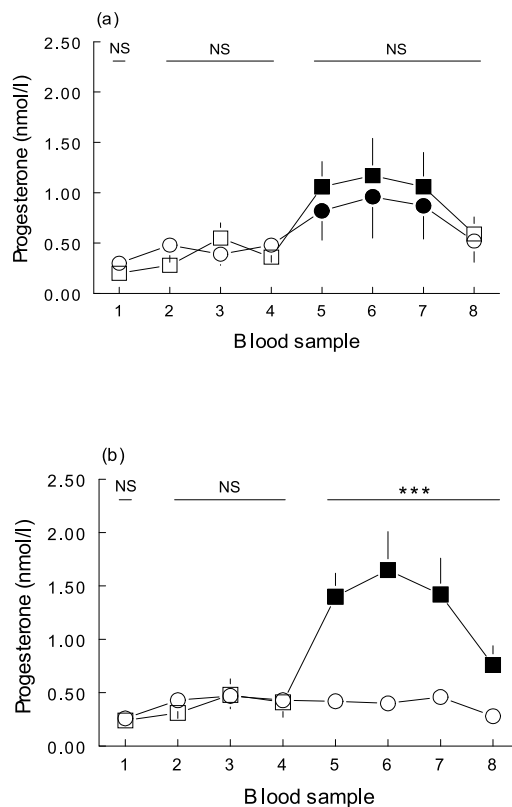 (a)
NS NS NS
Progesterone (nmol/l)
2.50
2.00
1.50
1.00
0.50
0.00
1 2 3 4 5 6 7 8
Blood sample
(b)
NS NS ***
Progesterone (nmol/l)
2.50
2.00
1.50
1.00
0.50
0.00
1 2 3 4 5 6 7 8
Blood sample